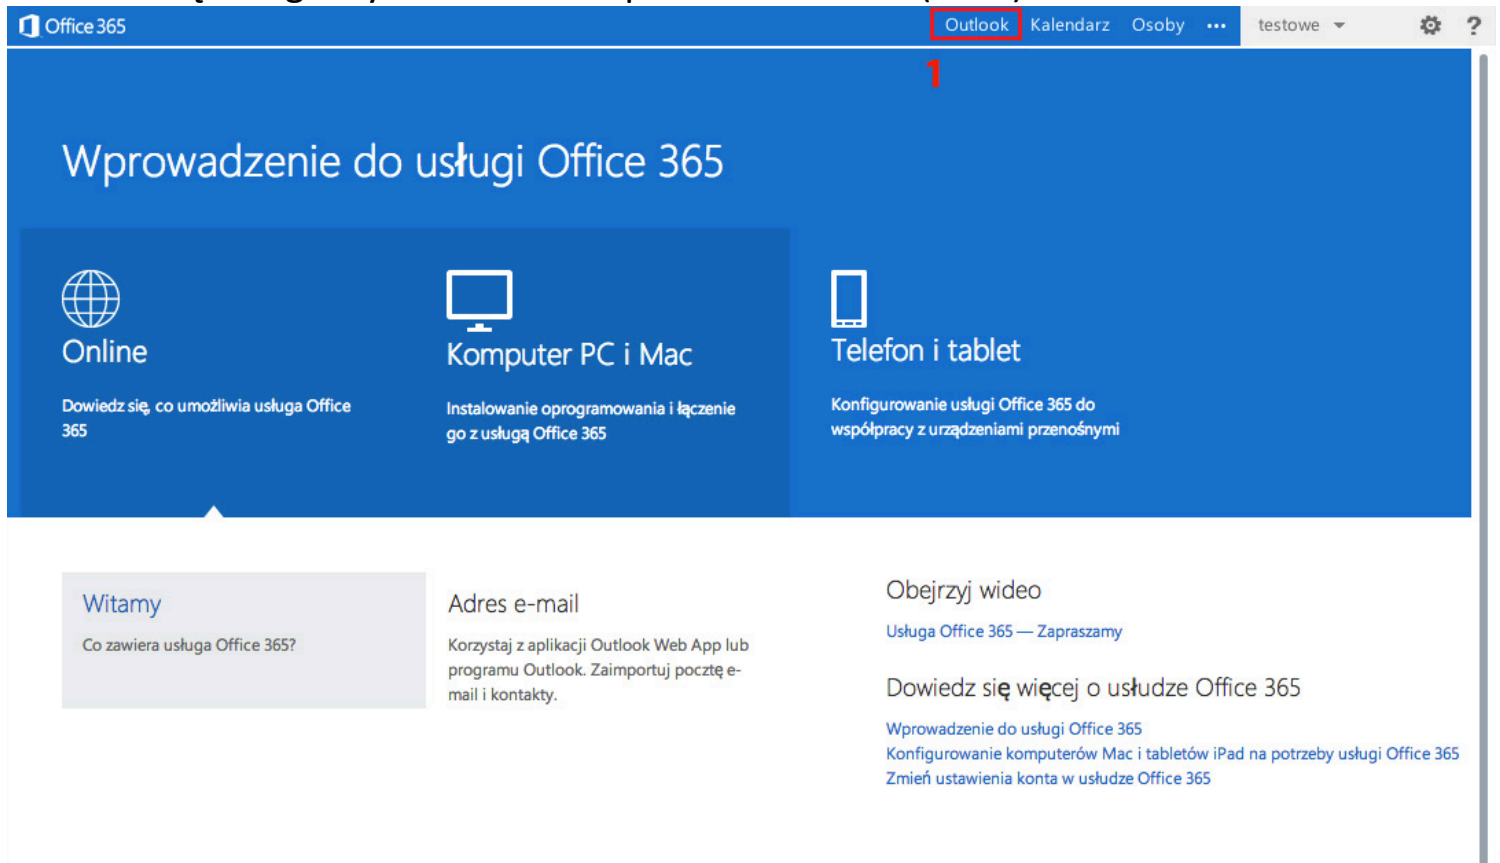 Office 365
Outlook Kalendarz Osoby ••• testowe ?
1
Wprowadzenie do usługi Office 365
Online
Dowiedz się, co umożliwia usługa Office
365
Komputer PC i Mac
Instalowanie oprogramowania i łączenie
go z usługą Office 365
Telefon i tablet
Konfigurowanie usługi Office 365 do
współpracy z urządzeniami przenośnymi
Witamy
Co zawiera usługa Office 365?
Adres e-mail
Korzystaj z aplikacji Outlook Web App lub
programu Outlook. Zaimportuj pocztę e-
mail i kontakty.
Obejrzyj wideo
Usługa Office 365 — Zapraszamy
Dowiedz się więcej o usłudze Office 365
Wprowadzenie do usługi Office 365
Konfigurowanie komputerów Mac i tabletów iPad na potrzeby usługi Office 365
Zmień ustawienia konta w usłudze Office 365